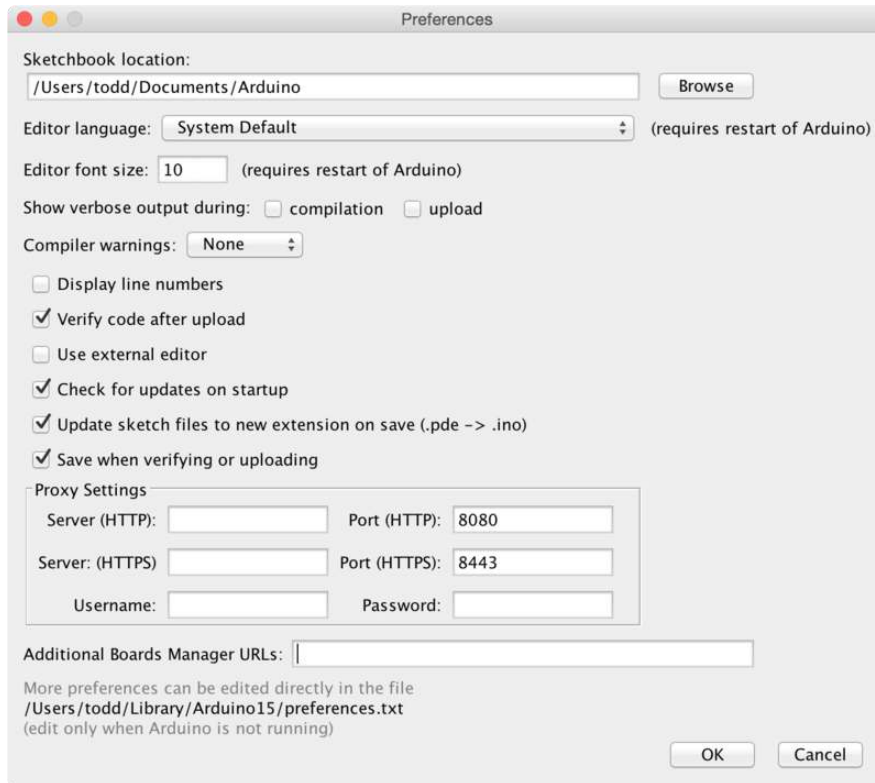 Preferences
Sketchbook location:
/Users/todd/Documents/Arduino Browse
Editor language: System Default (requires restart of Arduino)
Editor font size: 10 (requires restart of Arduino)
Show verbose output during: compilation upload
Compiler warnings: None
Display line numbers
Verify code after upload
Use external editor
Check for updates on startup
Update sketch files to new extension on save (.pde -> .ino)
Save when verifying or uploading
Proxy Settings
Server (HTTP): Port (HTTP): 8080
Server: (HTTPS) Port (HTTPS): 8443
Username: Password:
Additional Boards Manager URLs:
More preferences can be edited directly in the file
/Users/todd/Library/Arduino15/preferences.txt
(edit only when Arduino is not running)
OK Cancel